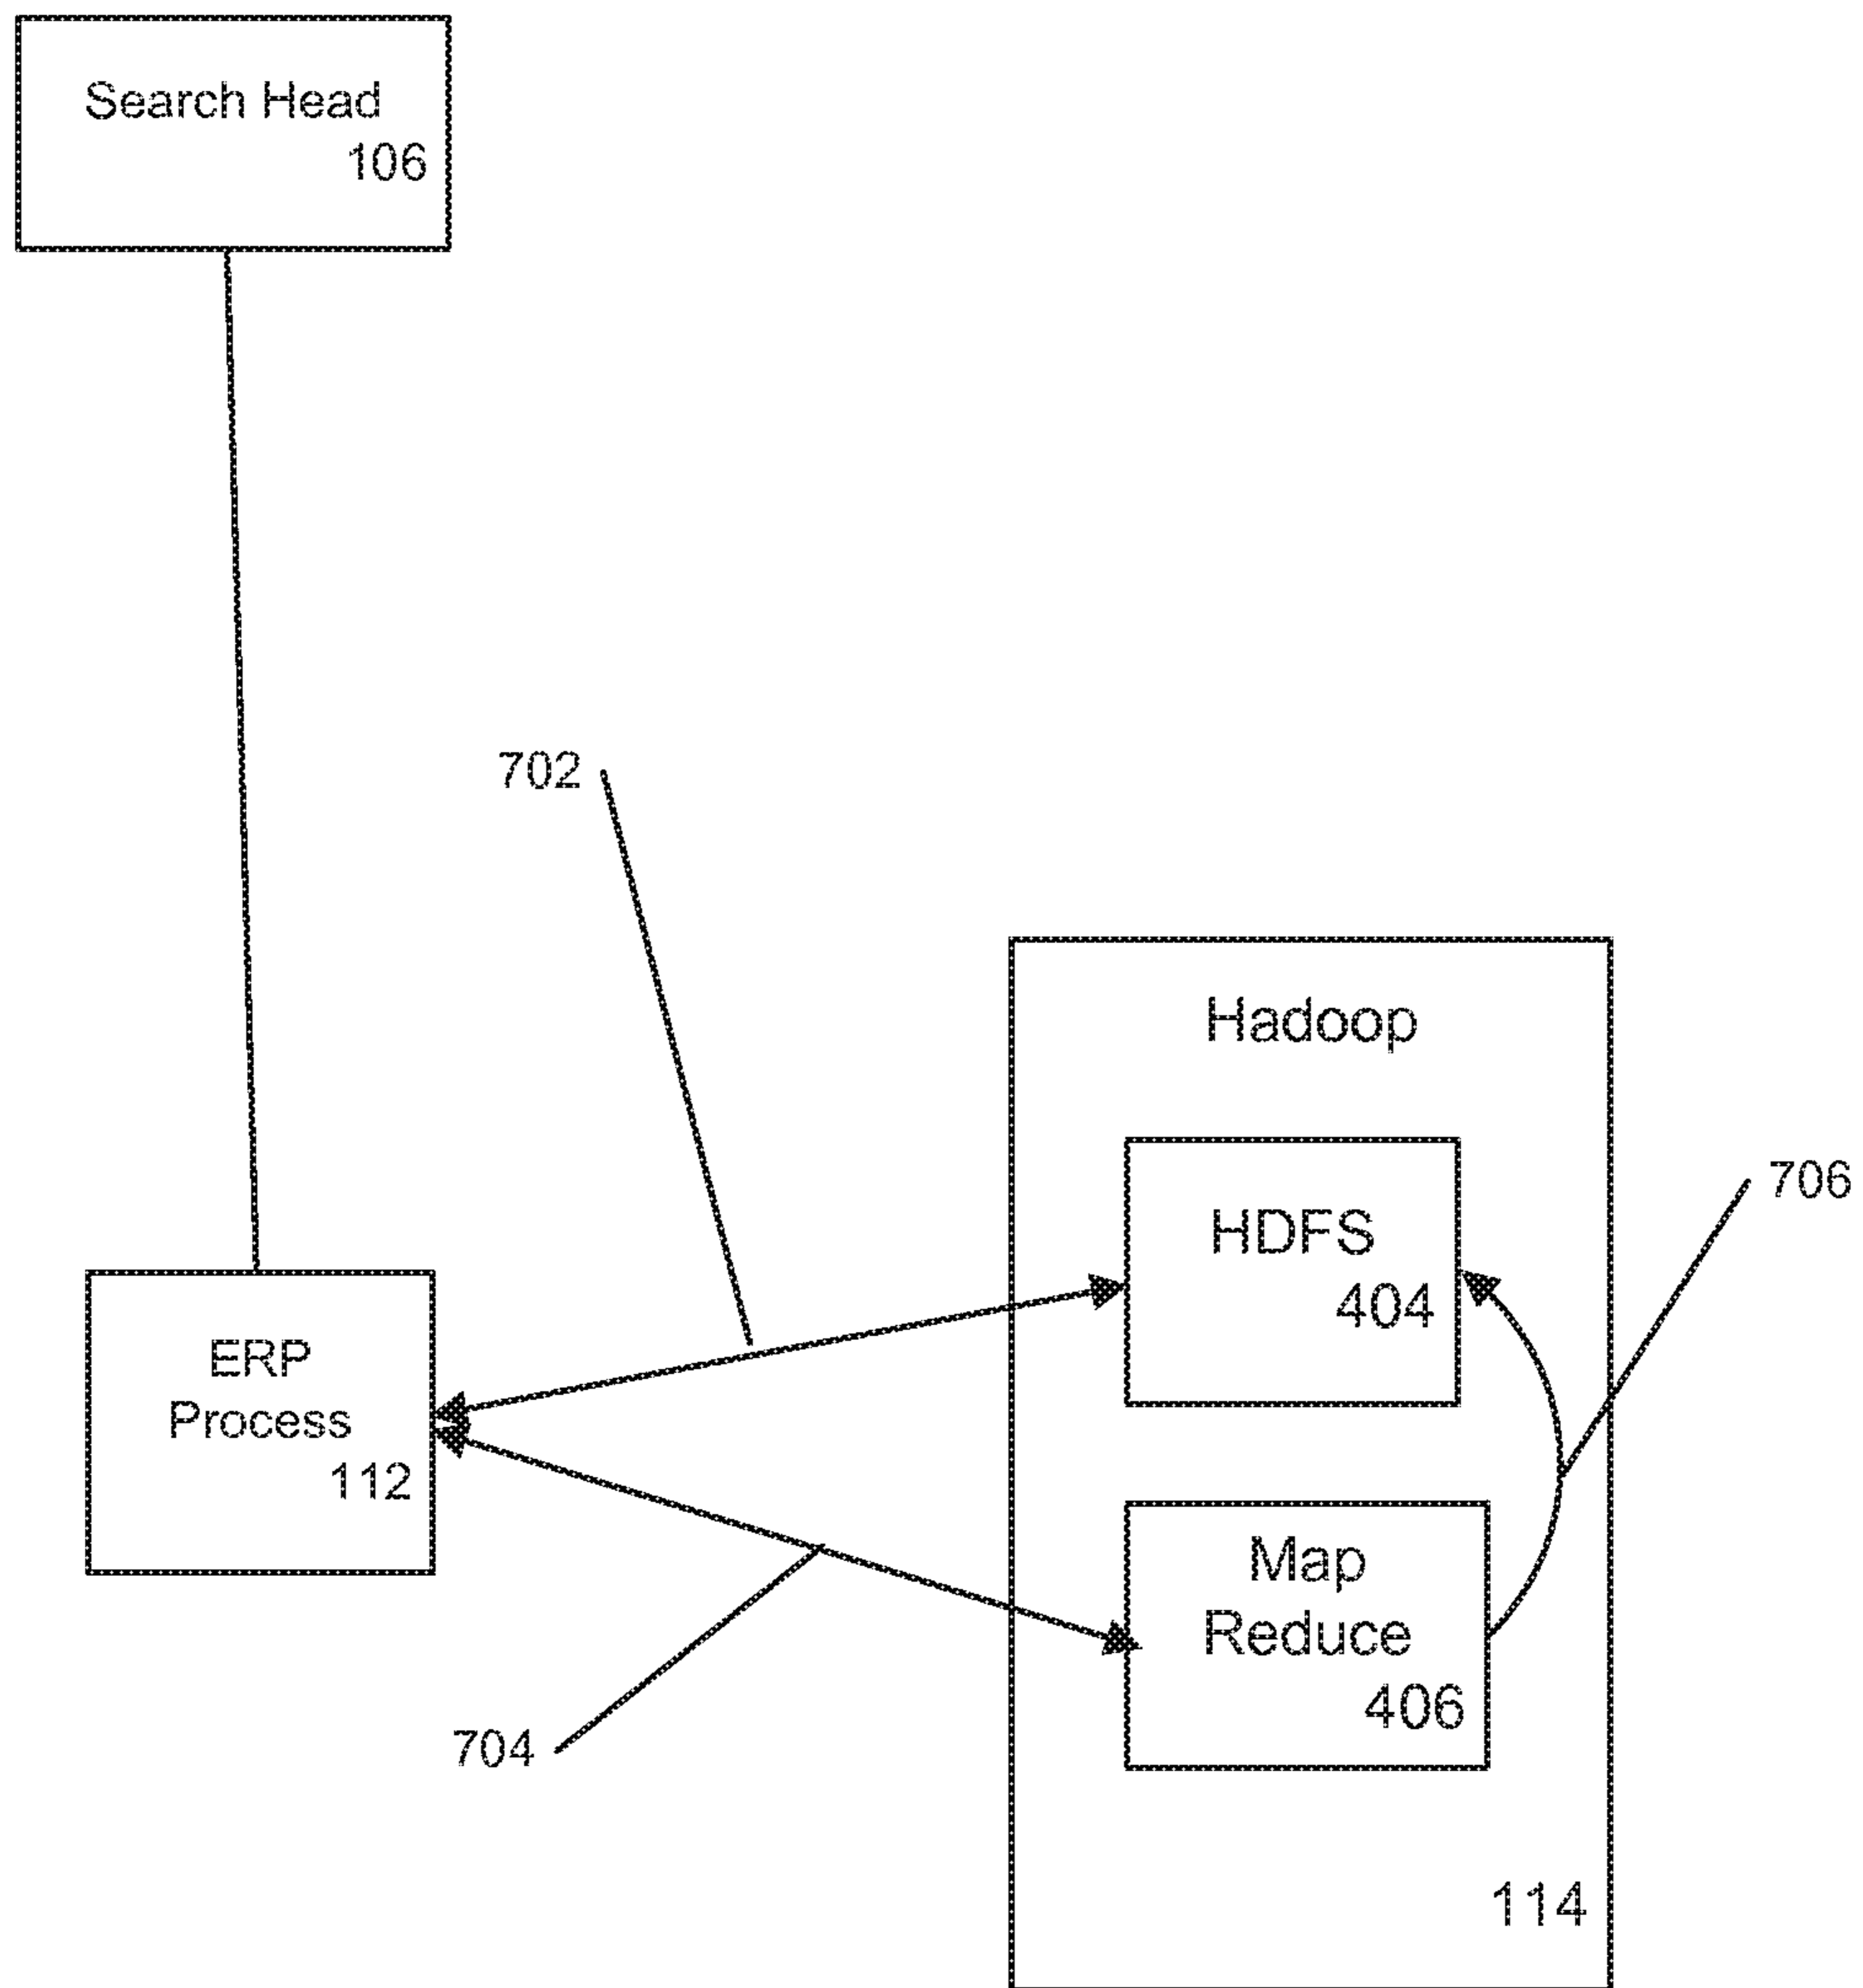 Search Head
106
702
Hadoop
706
HDFS
404
ERP
Process
112
Map
Reduce
406
704
114